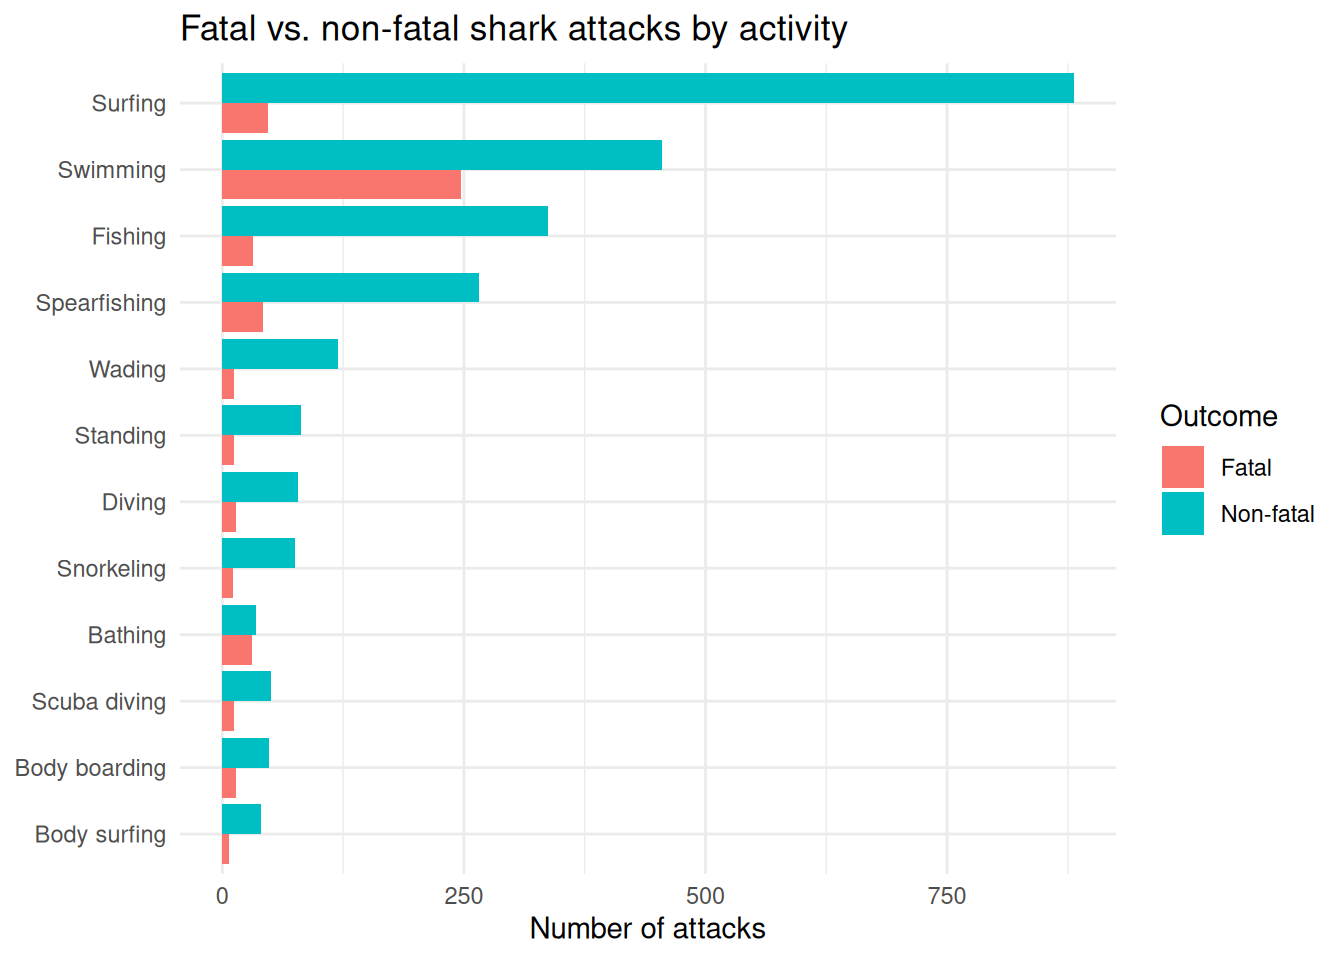 Fatal vs. non-fatal shark attacks by activity
Surfing
Swimming
Fishing
Spearfishing
Wading
Standing
Diving
Snorkeling
Bathing
Scuba diving
Body boarding
Body surfing
0 250 500 750
Number of attacks
Outcome
Fatal
Non-fatal